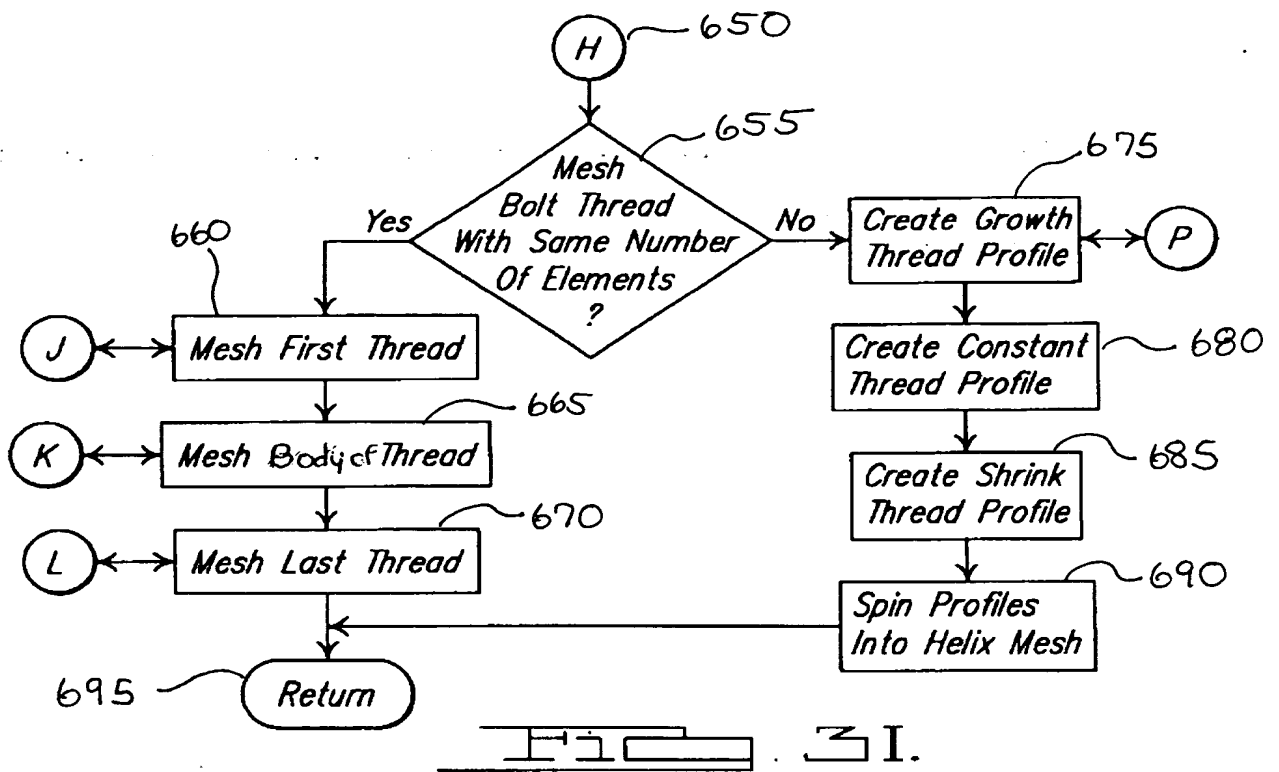 H
650
655
Mesh
Bolt Thread
With Same Number
Of Elements
?
Yes
No
675
Create Growth
Thread Profile
P
660
J
Mesh First Thread
Create Constant
Thread Profile
680
665
K
Mesh Body of Thread
Create Shrink
Thread Profile
685
670
L
Mesh Last Thread
690
Spin Profiles
Into Helix Mesh
695
Return
Fig. 3I.